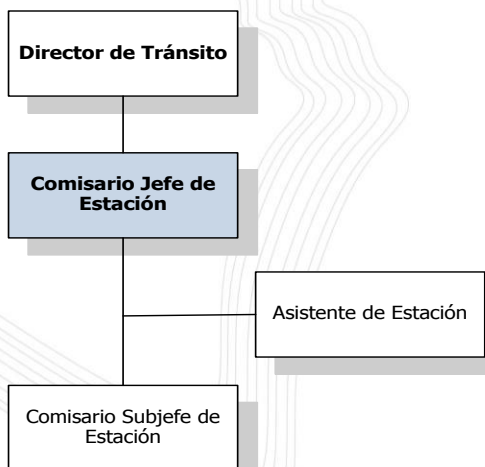 Director de Tránsito
Comisario Jefe de
Estación
Asistente de Estación
Comisario Subjefe de
Estación